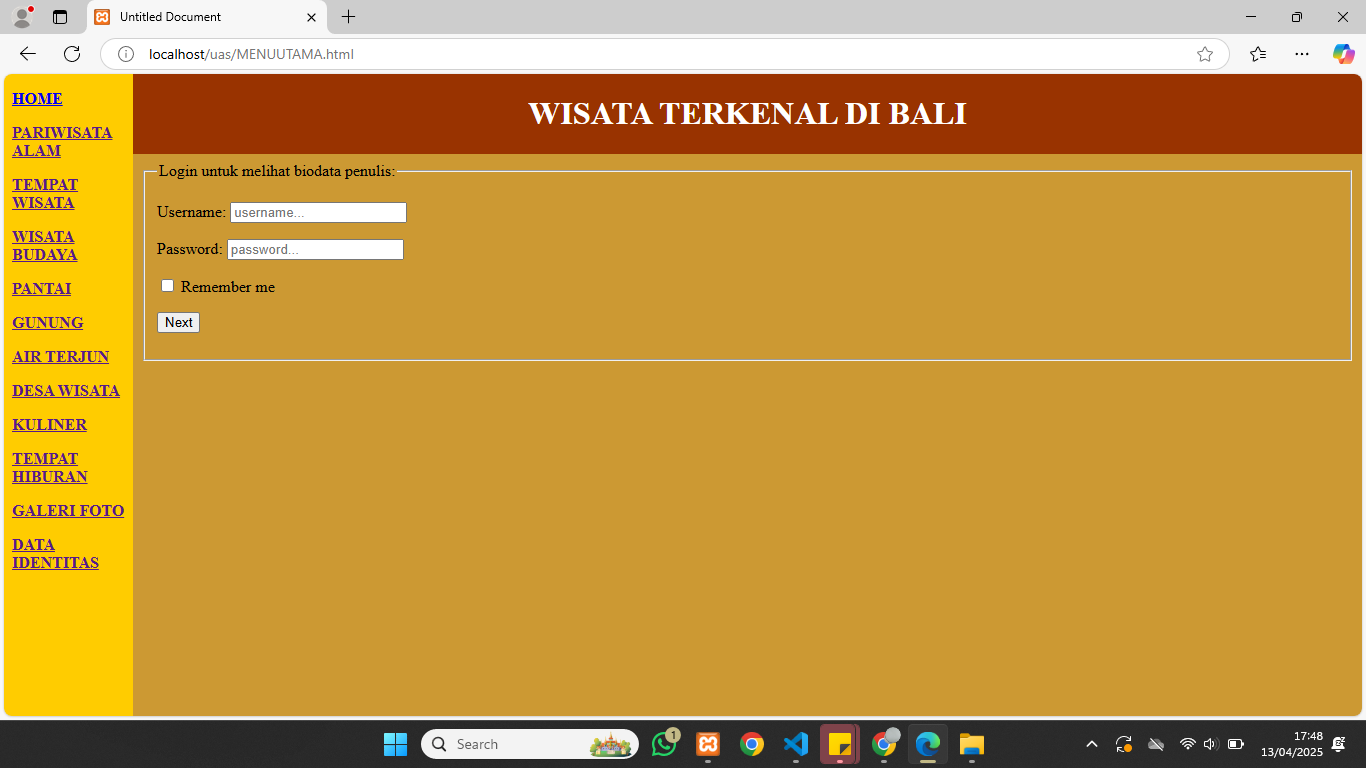 Untitled Document
localhost/uas/MENUUTAMA.html
HOME
PARIWISATA
ALAM
TEMPAT
WISATA
WISATA
BUDAYA
PANTAI
GUNUNG
AIR TERJUN
DESA WISATA
KULINER
TEMPAT
HIBURAN
GALERI FOTO
DATA
IDENTITAS
WISATA TERKENAL DI BALI
Login untuk melihat biodata penulis:
Username: username...
Password: password...
Remember me
Next
Search
1
17:48
13/04/2025